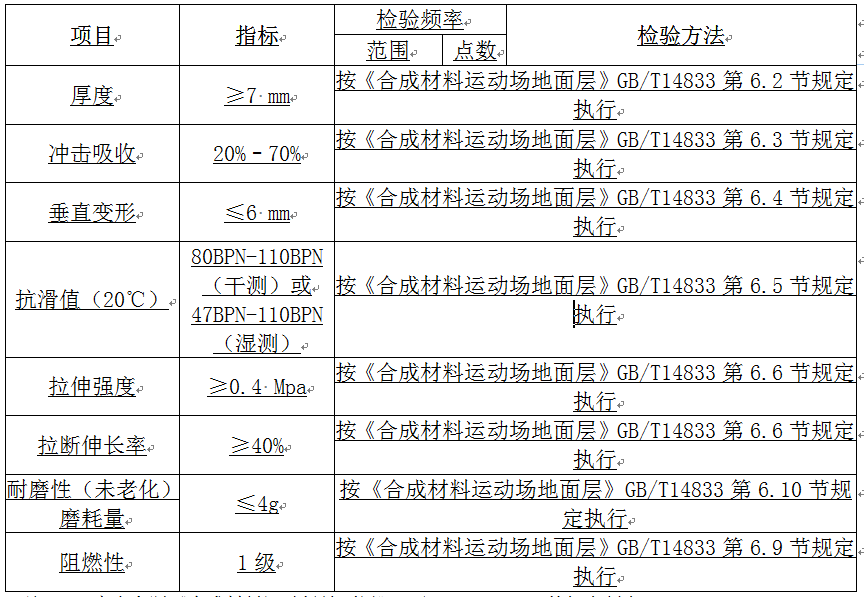 项目 指标 检验频率 检验方法
范围 点数
厚度 ≥7 mm 按《合成材料运动场地面层》GB/T14833 第 6.2 节规定
执行
冲击吸收 20%－70% 按《合成材料运动场地面层》GB/T14833 第 6.3 节规定
执行
垂直变形 ≤6 mm 按《合成材料运动场地面层》GB/T14833 第 6.4 节规定
执行
抗滑值（20℃） 80BPN-110BPN
（干测）或
47BPN-110BPN
（湿测） 按《合成材料运动场地面层》GB/T14833 第 6.5 节规定
执行
拉伸强度 ≥0.4 Mpa 按《合成材料运动场地面层》GB/T14833 第 6.6 节规定
执行
拉断伸长率 ≥40% 按《合成材料运动场地面层》GB/T14833 第 6.6 节规定
执行
耐磨性（未老化）
磨耗量 ≤4g 按《合成材料运动场地面层》GB/T14833 第 6.10 节规
定执行
阻燃性 1 级 按《合成材料运动场地面层》GB/T14833 第 6.9 节规定
执行